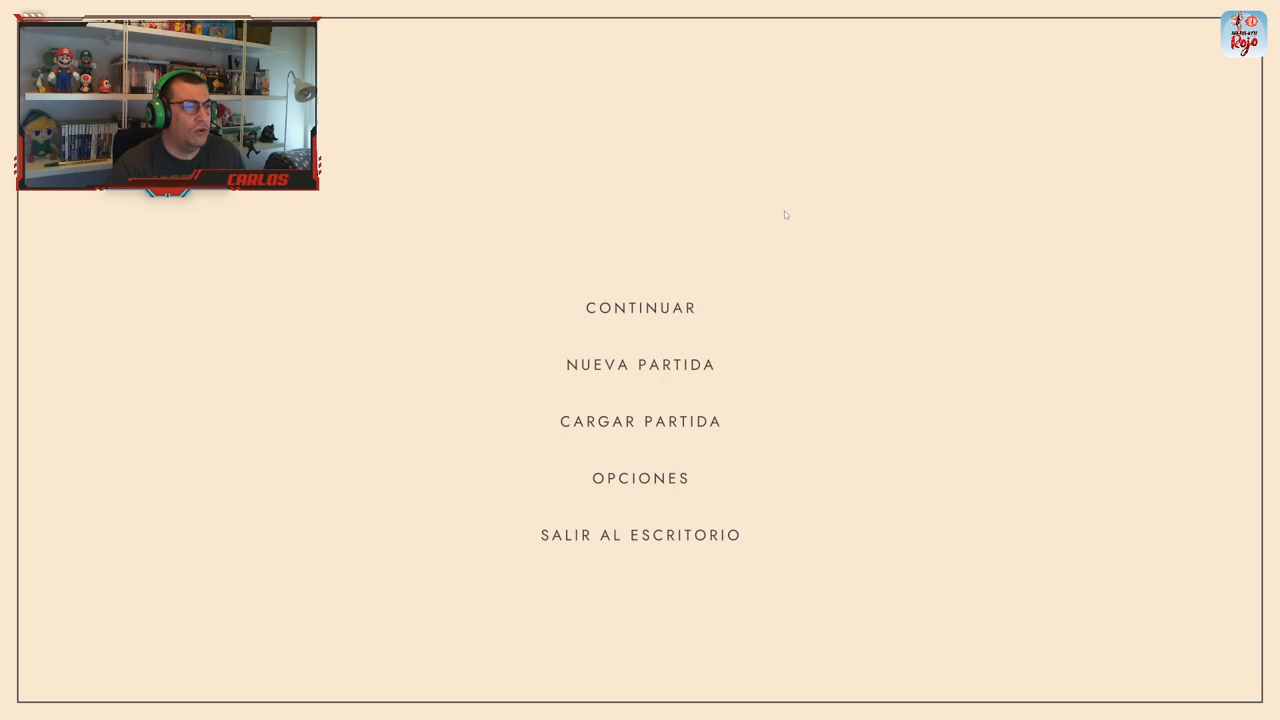 CARLOS
Rojo
CONTINUAR
NUEVA PARTIDA
CARGAR PARTIDA
OPCIONES
SALIR AL ESCRITORIO